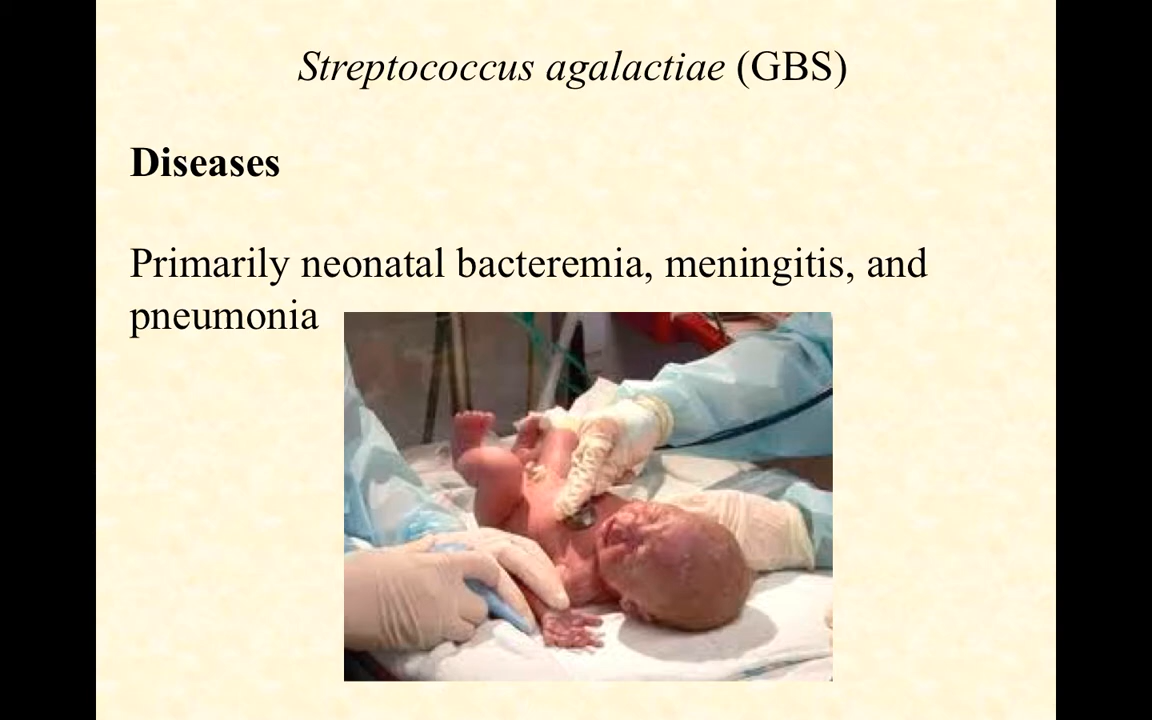 Streptococcus agalactiae (GBS)
Diseases
Primarily neonatal bacteremia, meningitis, and
pneumonia